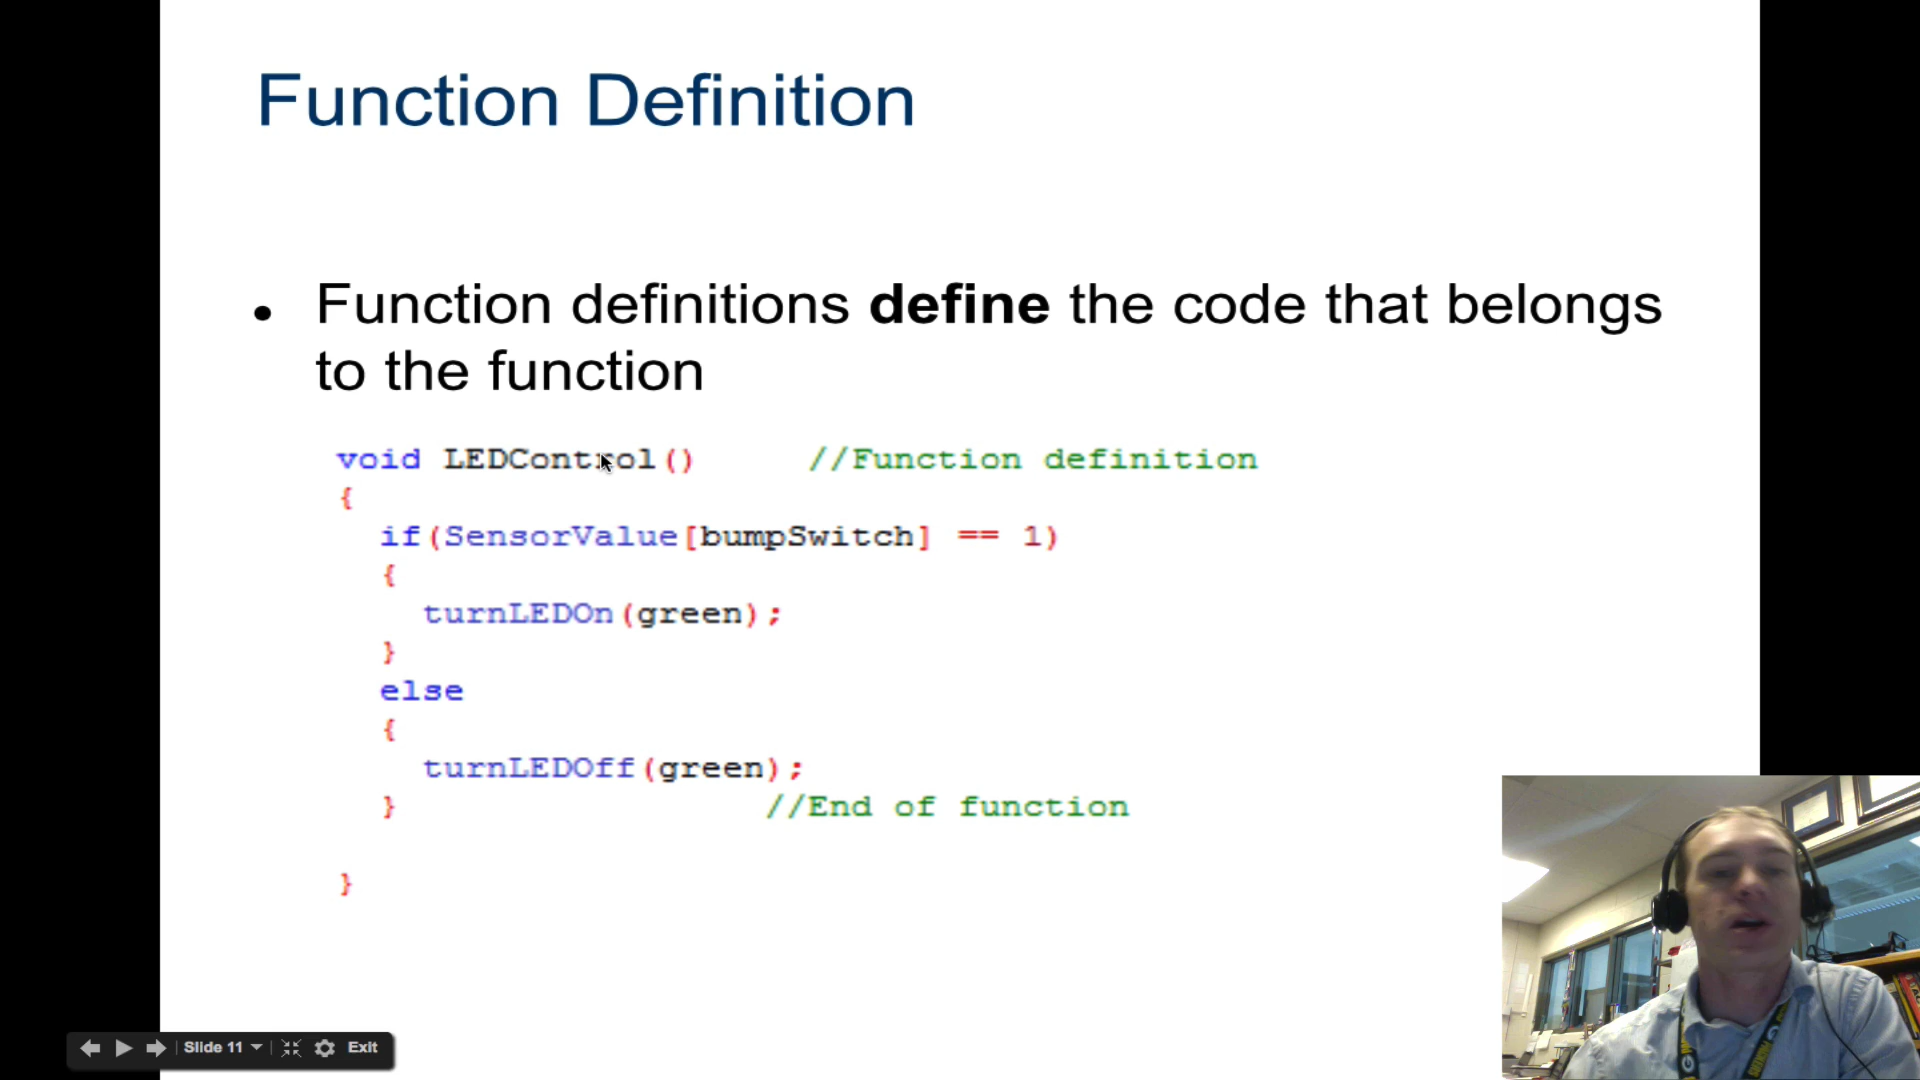 Function Definition
• Function definitions define the code that belongs
to the function
void LEDControl()     //Function definition
{
if(SensorValue[bumpSwitch] == 1)
{
turnLEDOn(green);
}
else
{
turnLEDOff(green);
}     //End of function
}
Slide 11
Exit